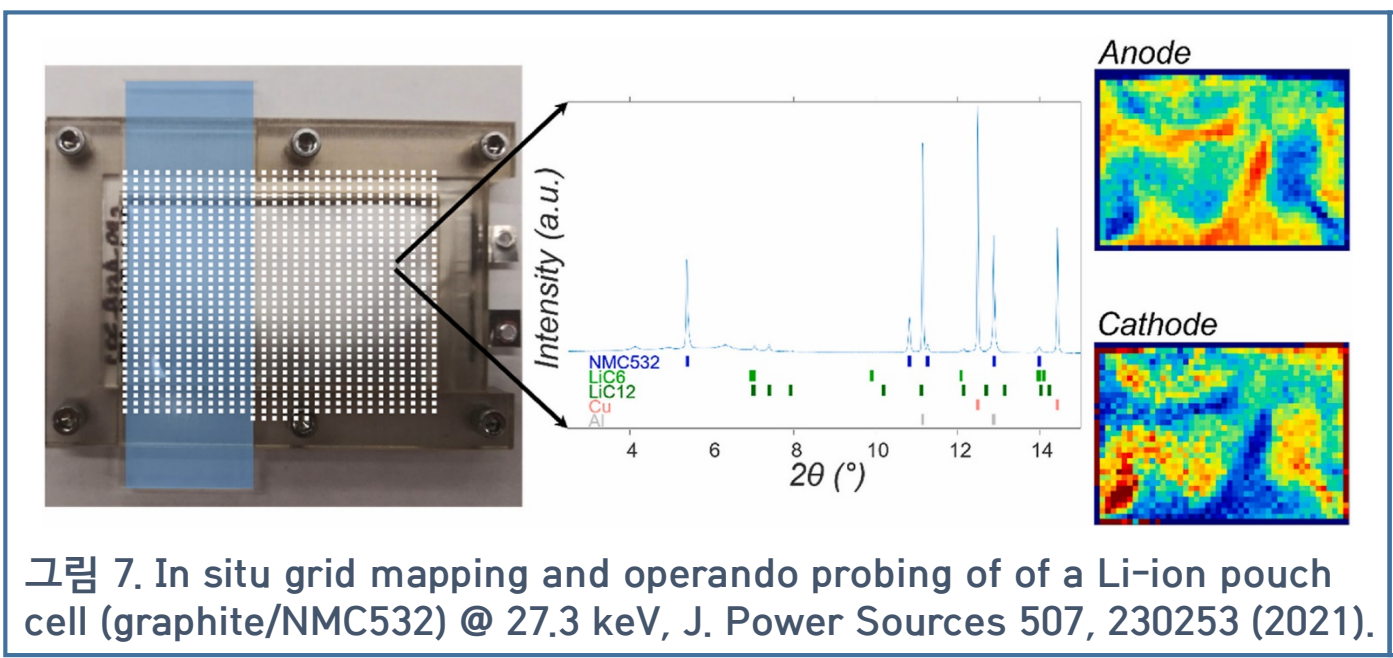 Anode
Intensity (a.u.)
NMC532
LiC6
LiC12
Cu
Al
4 6 8 10 12 14
2θ (°)
Cathode
그림 7. In situ grid mapping and operando probing of of a Li-ion pouch
cell (graphite/NMC532) @ 27.3 keV, J. Power Sources 507, 230253 (2021).